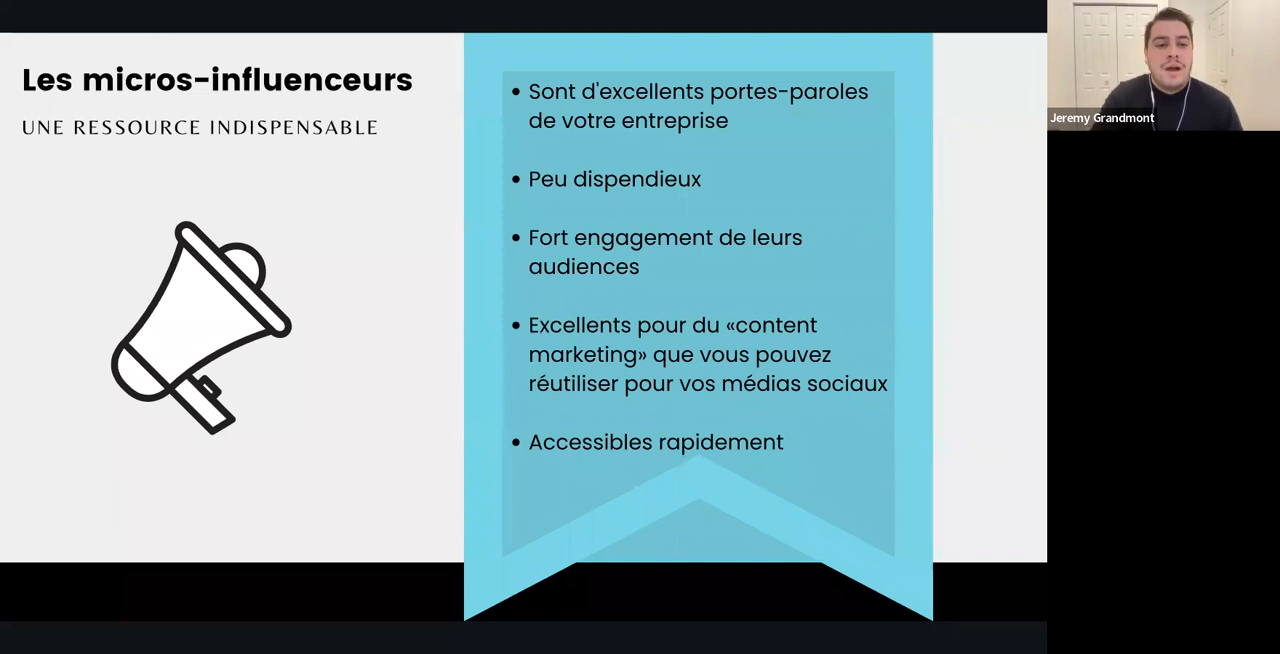 Les micros-influenceurs
UNE RESSOURCE INDISPENSABLE
• Sont d'excellents portes-paroles
de votre entreprise
• Peu dispendieux
• Fort engagement de leurs
audiences
• Excellents pour du «content
marketing» que vous pouvez
réutiliser pour vos médias sociaux
• Accessibles rapidement
Jeremy Grandmont